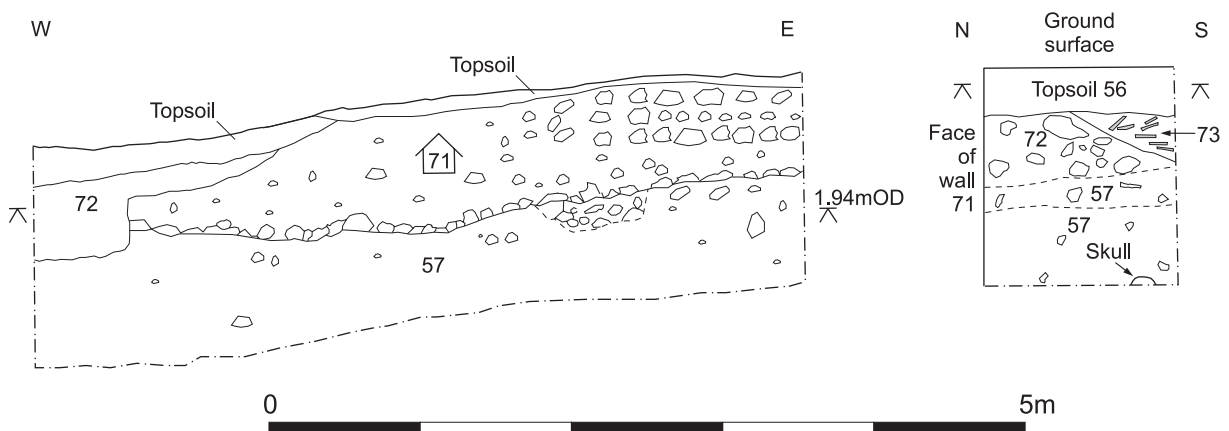 W
E
Topsoil
Topsoil
71
72
57
1.94mOD
N
Ground
surface
S
Topsoil 56
Face
of
wall
71
72
73
57
57
Skull
0
5m